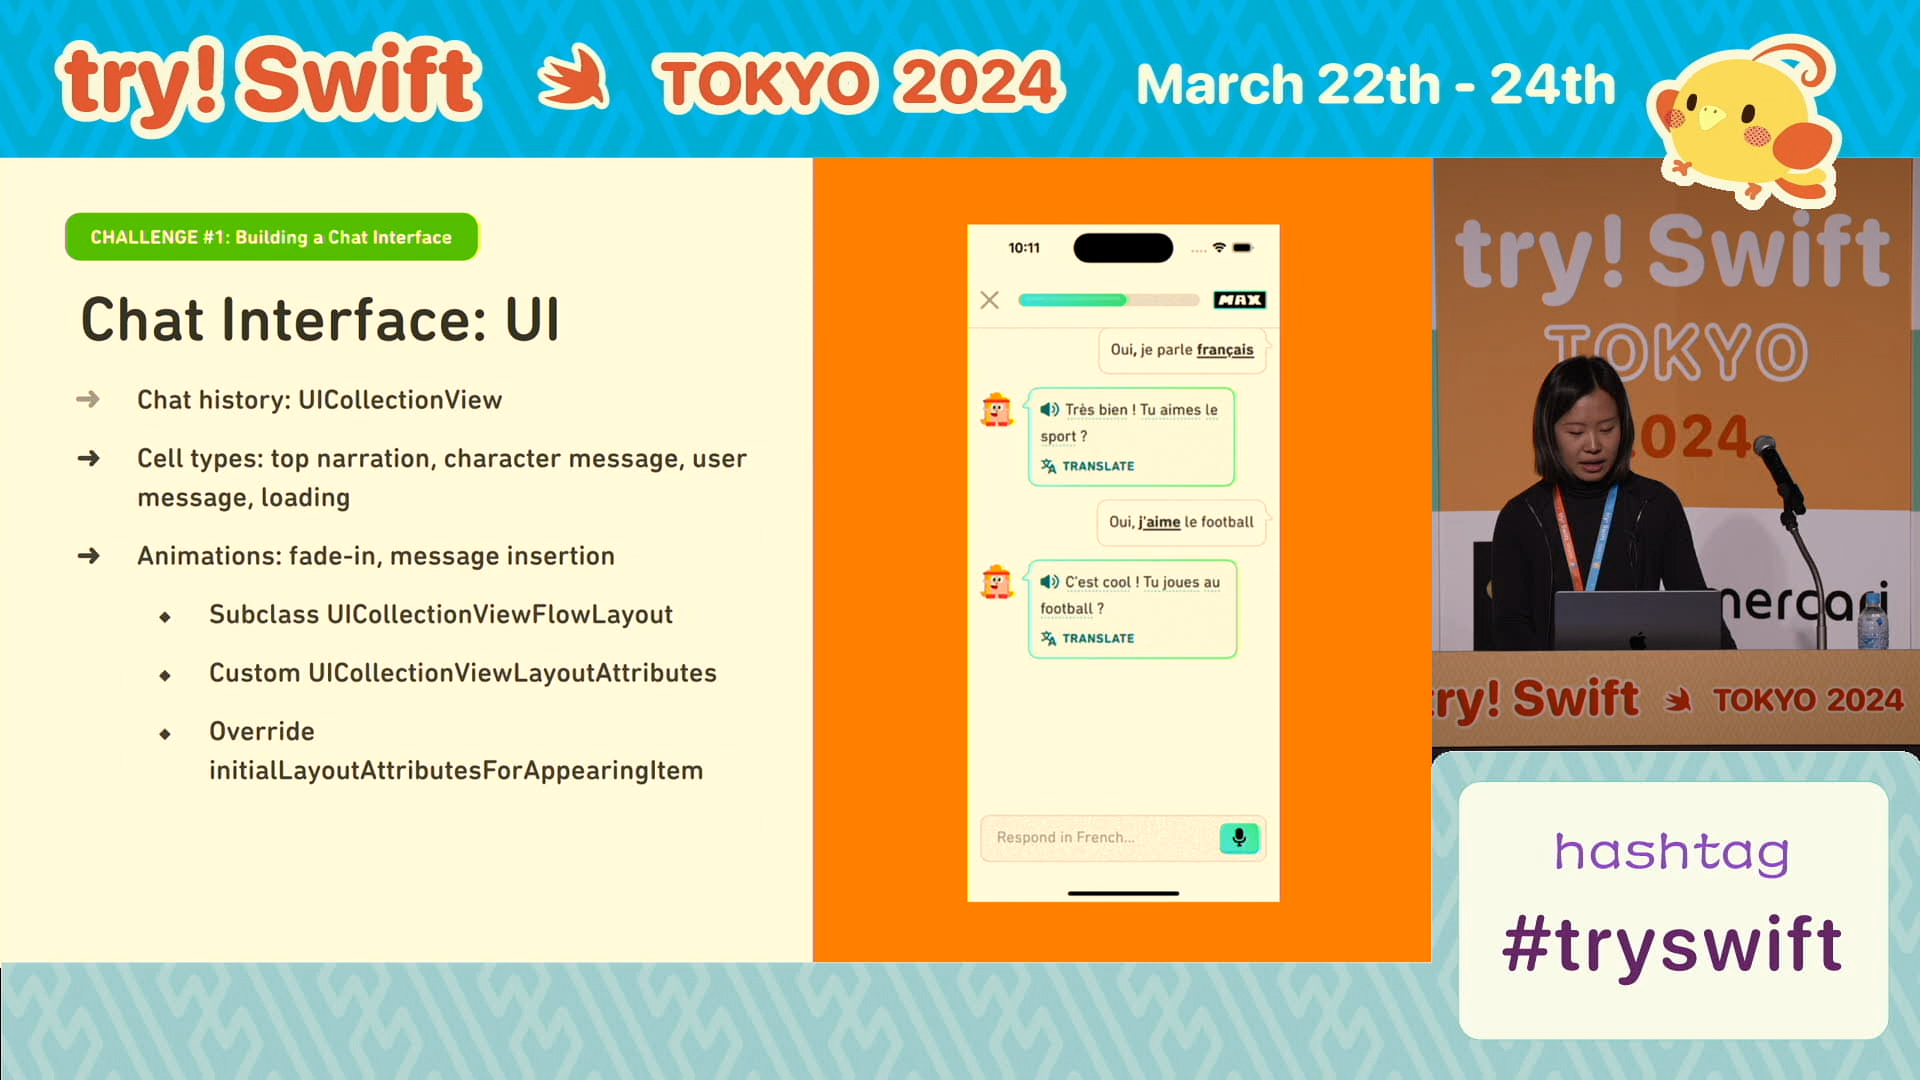 try! Swift TOKYO 2024 March 22th - 24th
CHALLENGE #1: Building a Chat Interface
Chat Interface: UI
Chat history: UICollectionView
Cell types: top narration, character message, user
message, loading
Animations: fade-in, message insertion
Subclass UICollectionViewFlowLayout
Custom UICollectionViewLayoutAttributes
Override
initialLayoutAttributesForAppearingItem
10:11
MAX
Oui, je parle français
Très bien ! Tu aimes le
sport ?
TRANSLATE
Oui, j'aime le football
C'est cool ! Tu joues au
football ?
TRANSLATE
Respond in French...
try! Swift
TOKYO
2024
mercari
try! Swift TOKYO 2024
hashtag
#tryswift